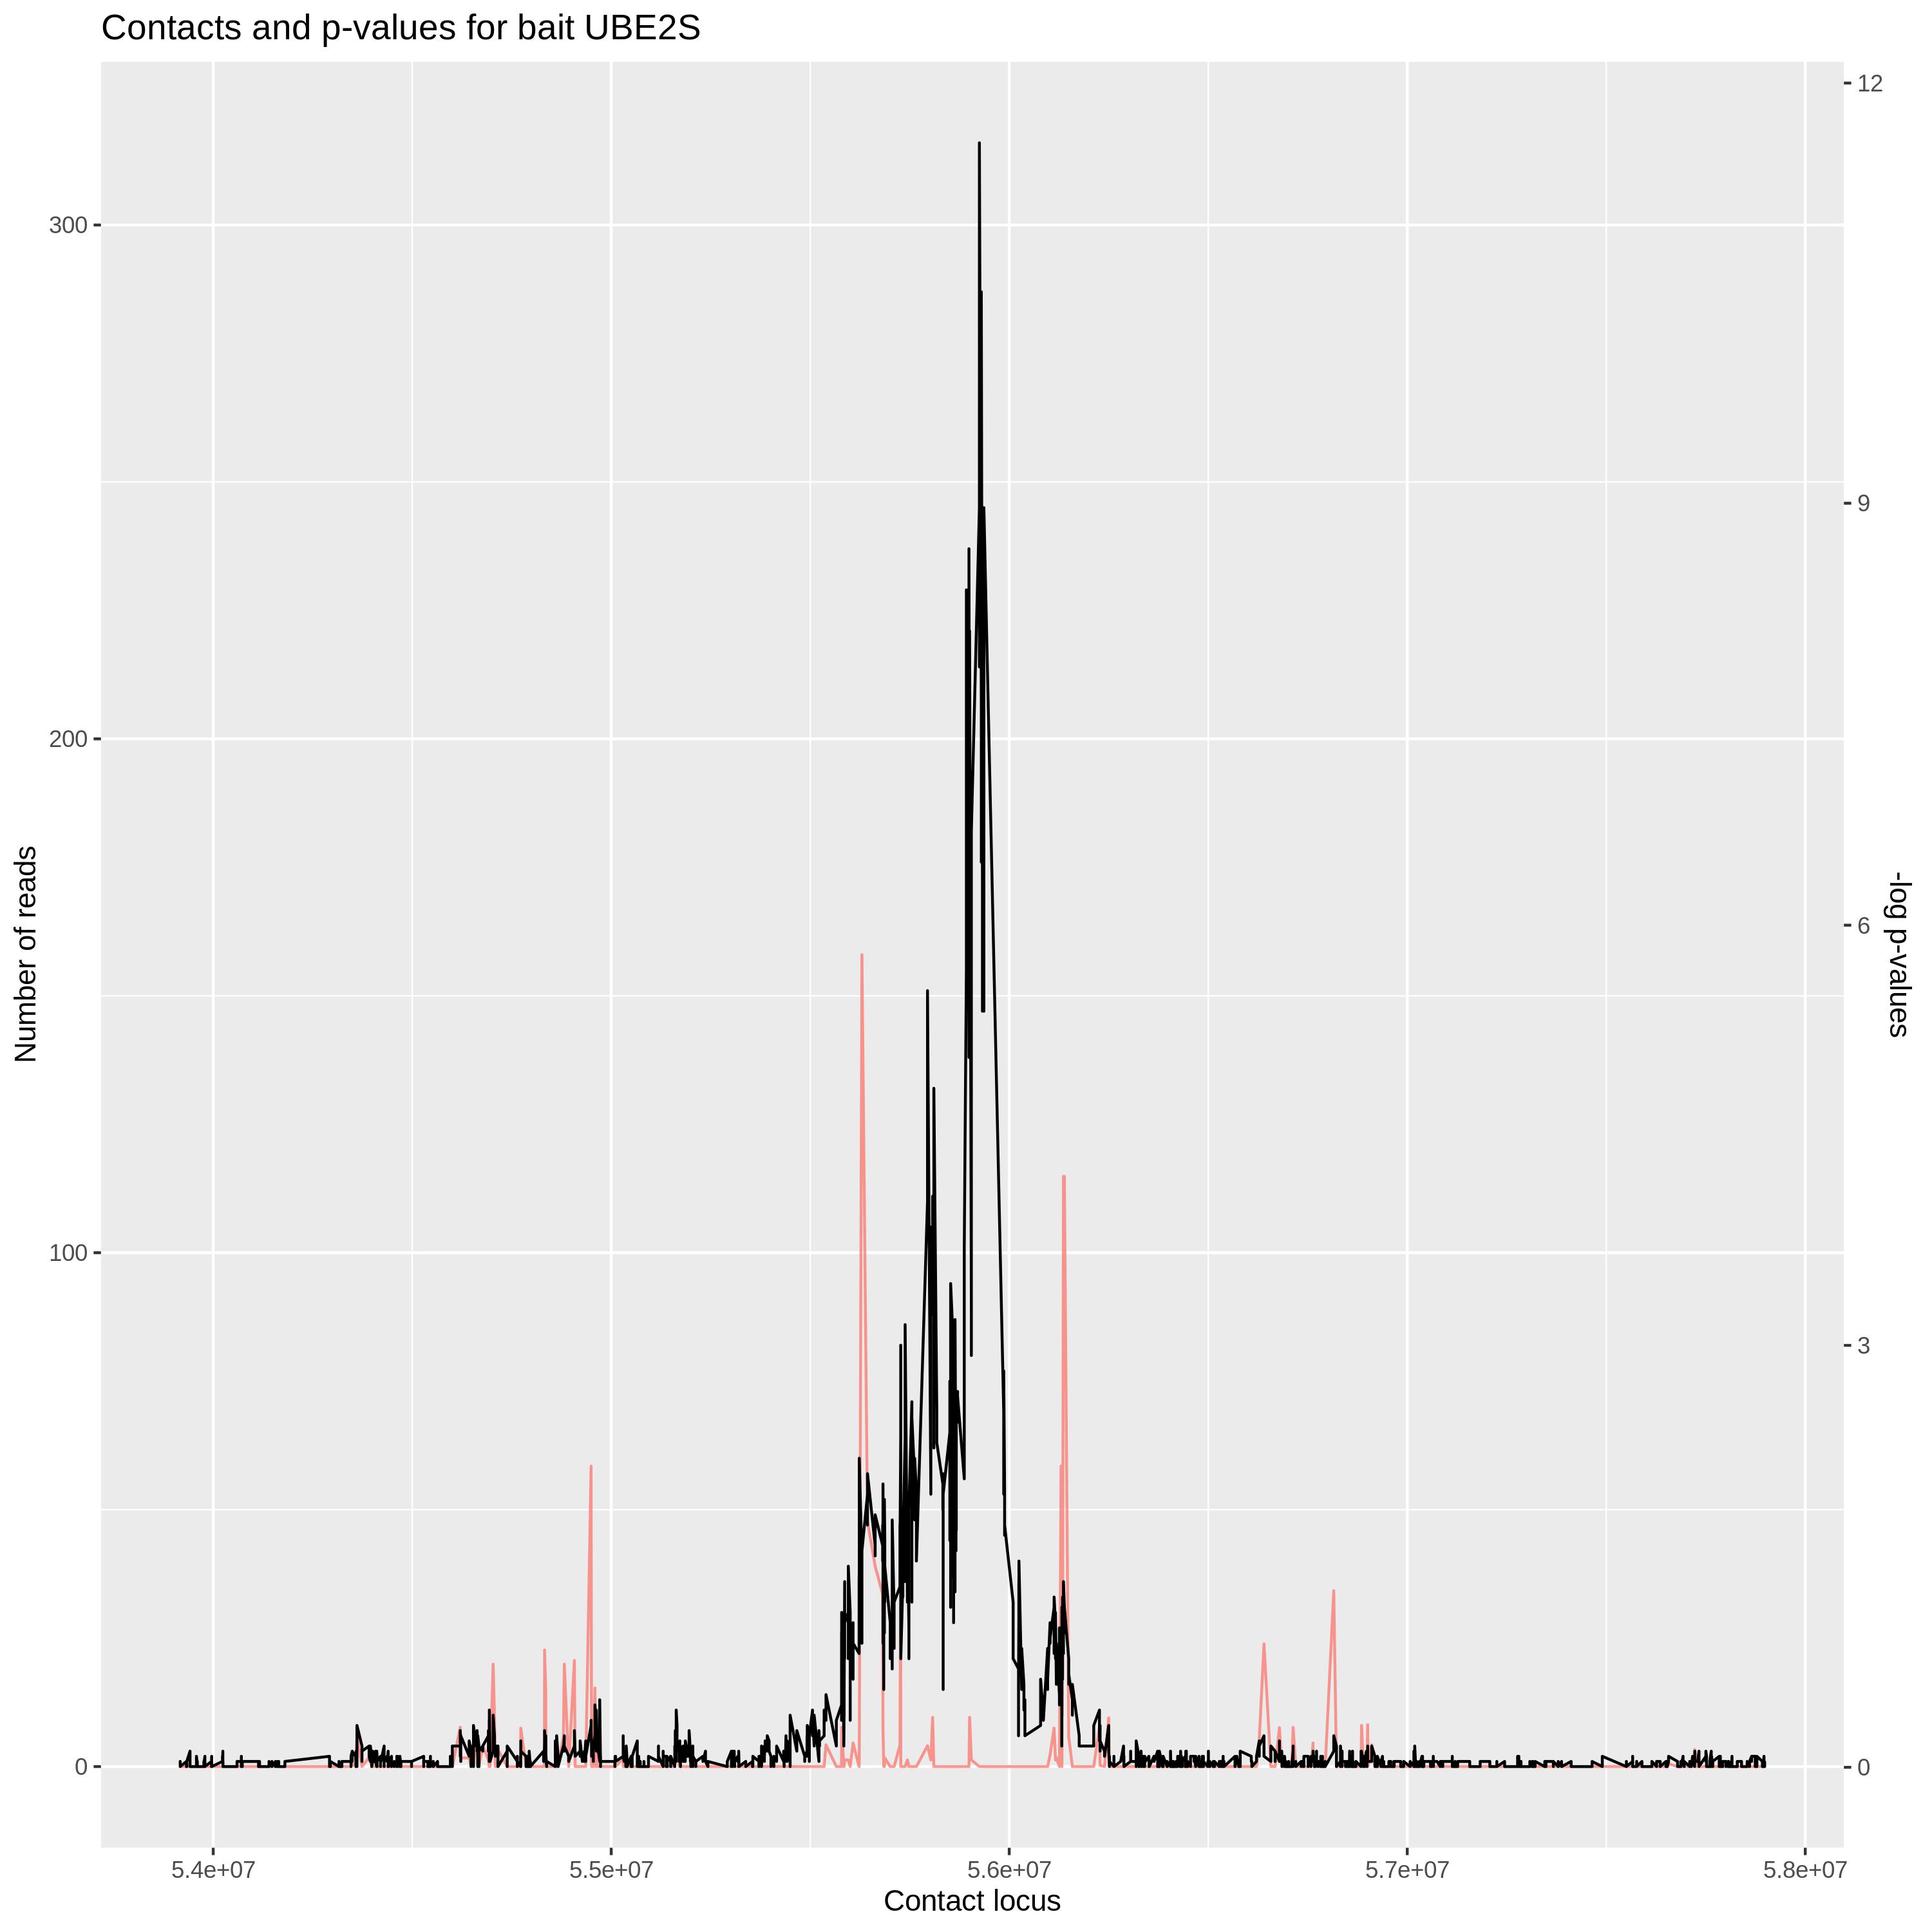 Contacts and p-values for bait UBE2S
Number of reads
300
200
100
0
12
9
6
3
0
-log p-values
5.4e+07
5.5e+07
5.6e+07
5.7e+07
5.8e+07
Contact locus